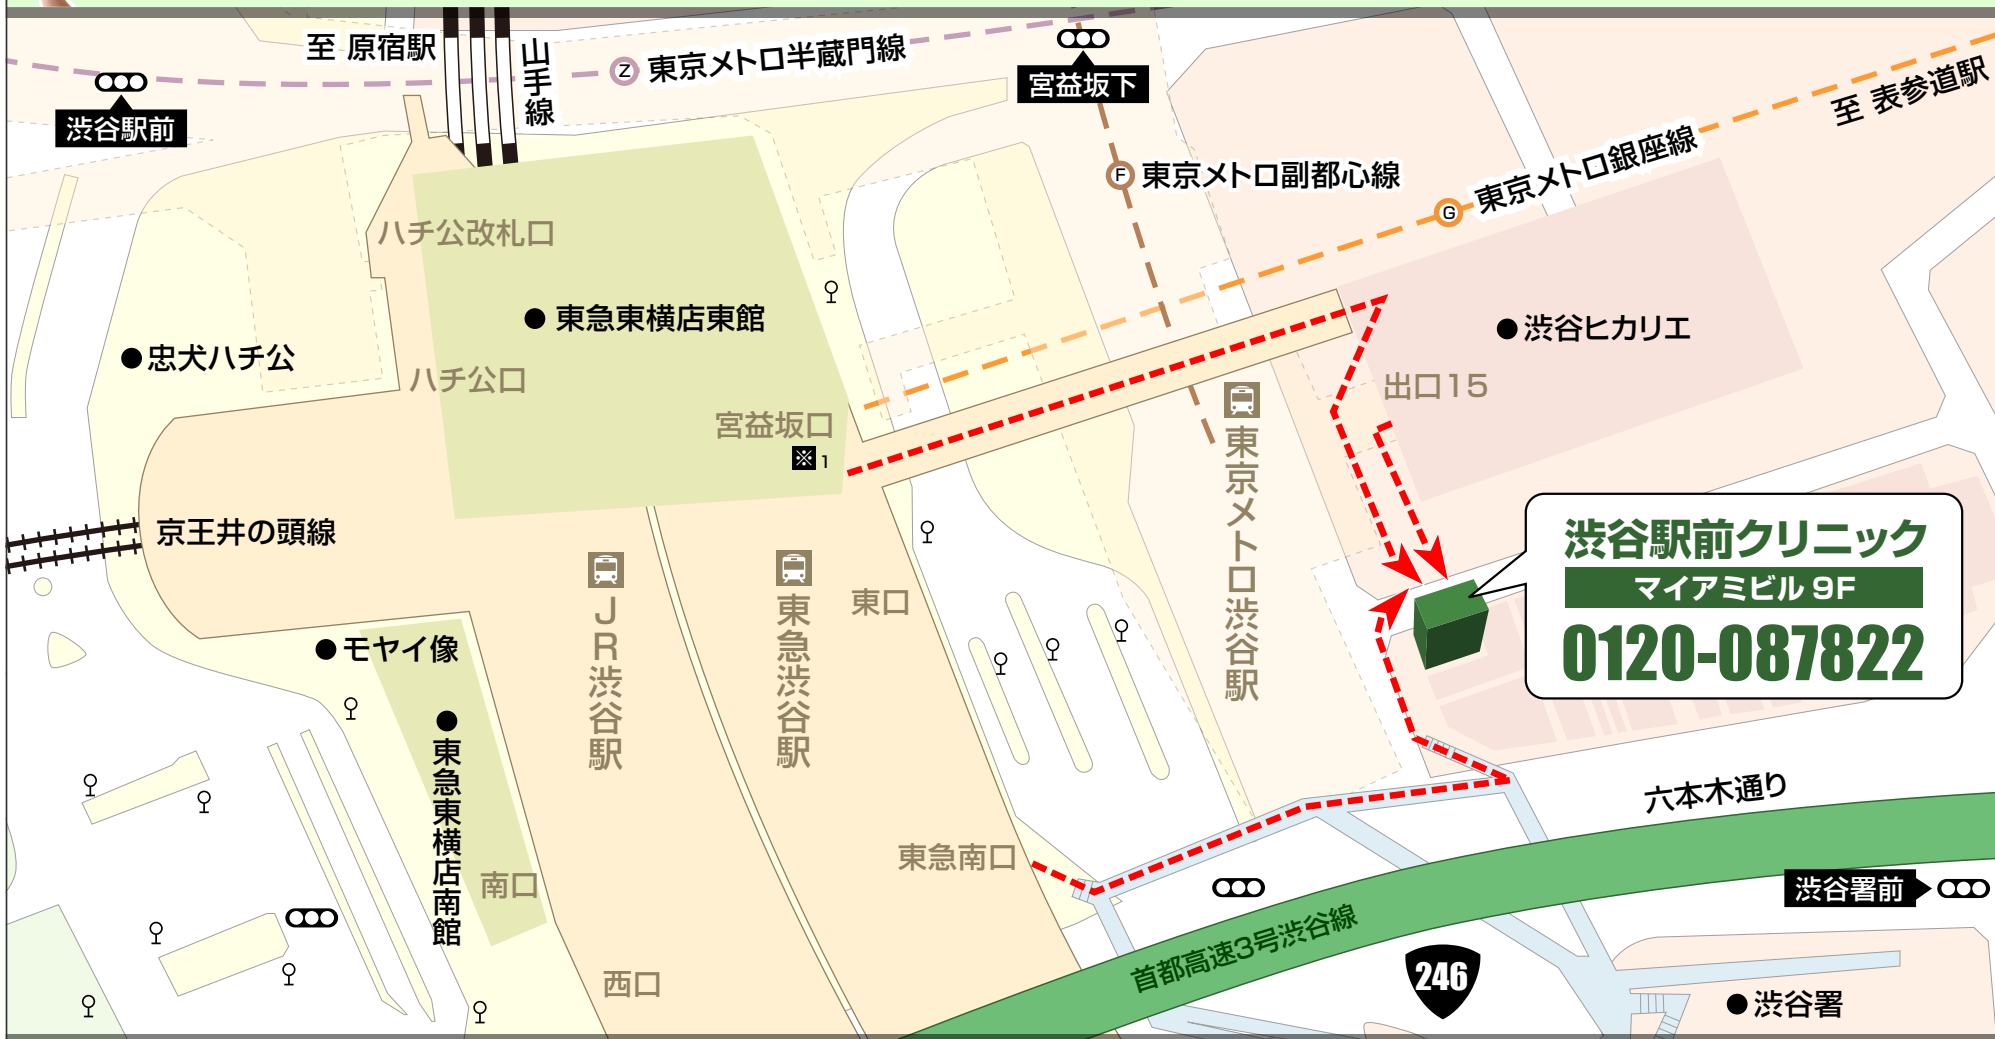 至 原宿駅
山手線
Z 東京メトロ半蔵門線
宮益坂下
渋谷駅前
至 表参道駅
F 東京メトロ副都心線
G 東京メトロ銀座線
ハチ公改札口
東急東横店東館
渋谷ヒカリエ
忠犬ハチ公
ハチ公口
出口15
宮益坂口
※1
東京メトロ渋谷駅
京王井の頭線
渋谷駅前クリニック
マイアミビル 9F
0120-087822
JR渋谷駅
東急渋谷駅
東口
モヤイ像
東急東横店南館
六本木通り
東急南口
南口
渋谷署前
首都高速3号渋谷線
246
西口
渋谷署